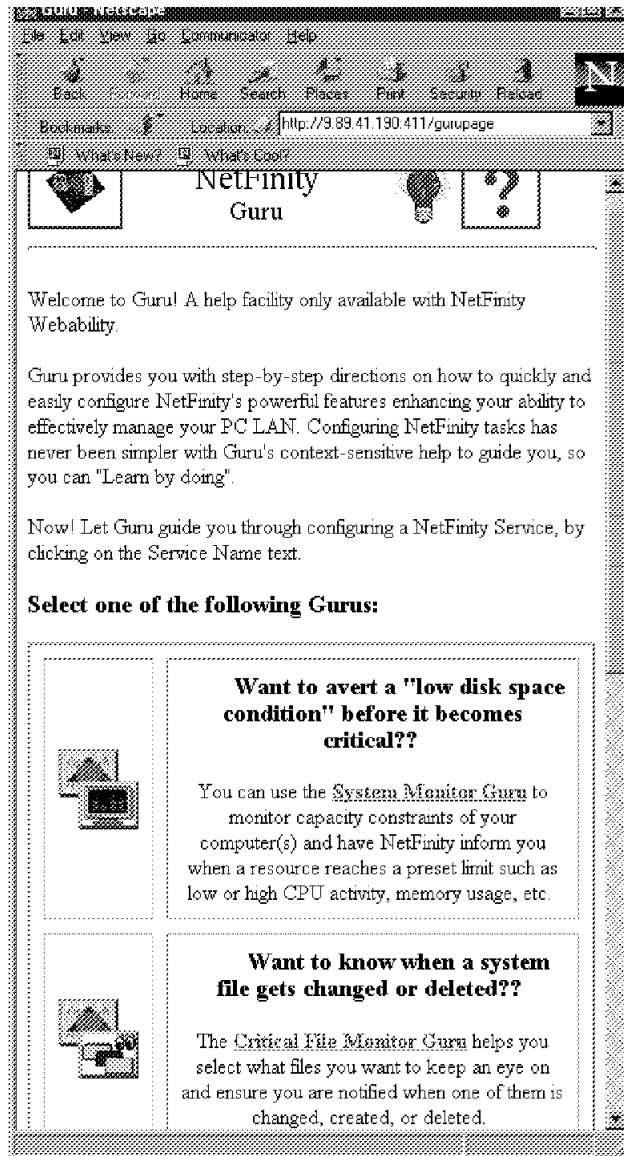 Guru - Netscape
File Edit View Go Communicator Help
Back Forward Home Search Places Print Security Reload
N
Bookmarks Location: http://9.89.41.190:411/gurupage
What's New? What's Cool?
NetFinity
Guru
?
Welcome to Guru! A help facility only available with NetFinity
Webability.
Guru provides you with step-by-step directions on how to quickly and
easily configure NetFinity's powerful features enhancing your ability to
effectively manage your PC LAN. Configuring NetFinity tasks has
never been simpler with Guru's context-sensitive help to guide you, so
you can "Learn by doing".
Now! Let Guru guide you through configuring a NetFinity Service, by
clicking on the Service Name text.
Select one of the following Gurus:
Want to avert a "low disk space
condition" before it becomes
critical??
You can use the System Monitor Guru to
monitor capacity constraints of your
computer(s) and have NetFinity inform you
when a resource reaches a preset limit such as
low or high CPU activity, memory usage, etc.
Want to know when a system
file gets changed or deleted??
The Critical File Monitor Guru helps you
select what files you want to keep an eye on
and ensure you are notified when one of them is
changed, created, or deleted.